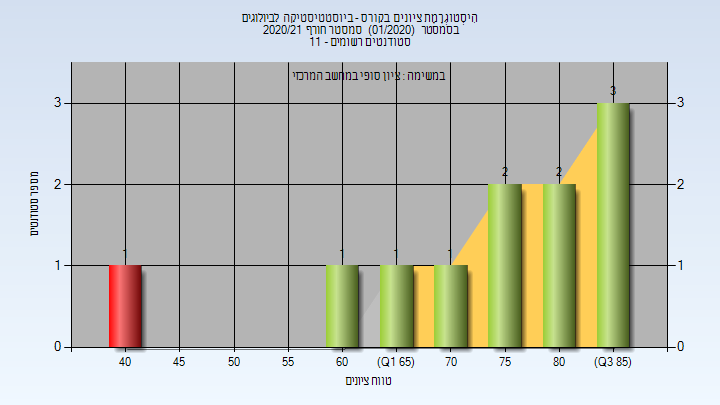 היסטוגרמת ציונים בקורס - ביוסטטיסטיקה לביולוגים
בסמסטר (01/2020) סמסטר חורף 2020/21
סטודנטים רשומים - 11
במשימה : ציון סופי במחשב המרכזי
3
2
1
0
מספר סטודנטים
1
1
1
1
2
2
3
3
2
1
0
40
45
50
55
60
(Q1 65)
70
75
80
(Q3 85)
טווח ציונים